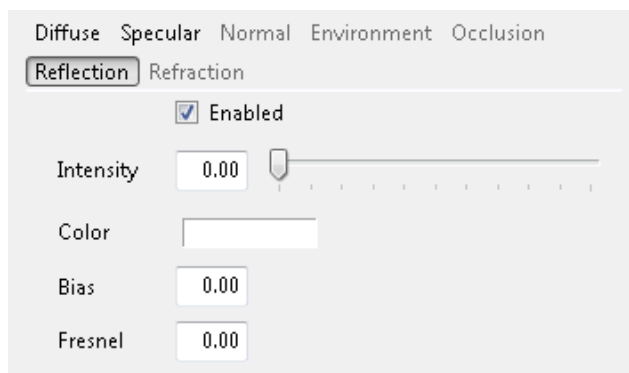 Diffuse Specular Normal Environment Occlusion
Reflection Refraction
Enabled
Intensity 0.00
Color
Bias 0.00
Fresnel 0.00